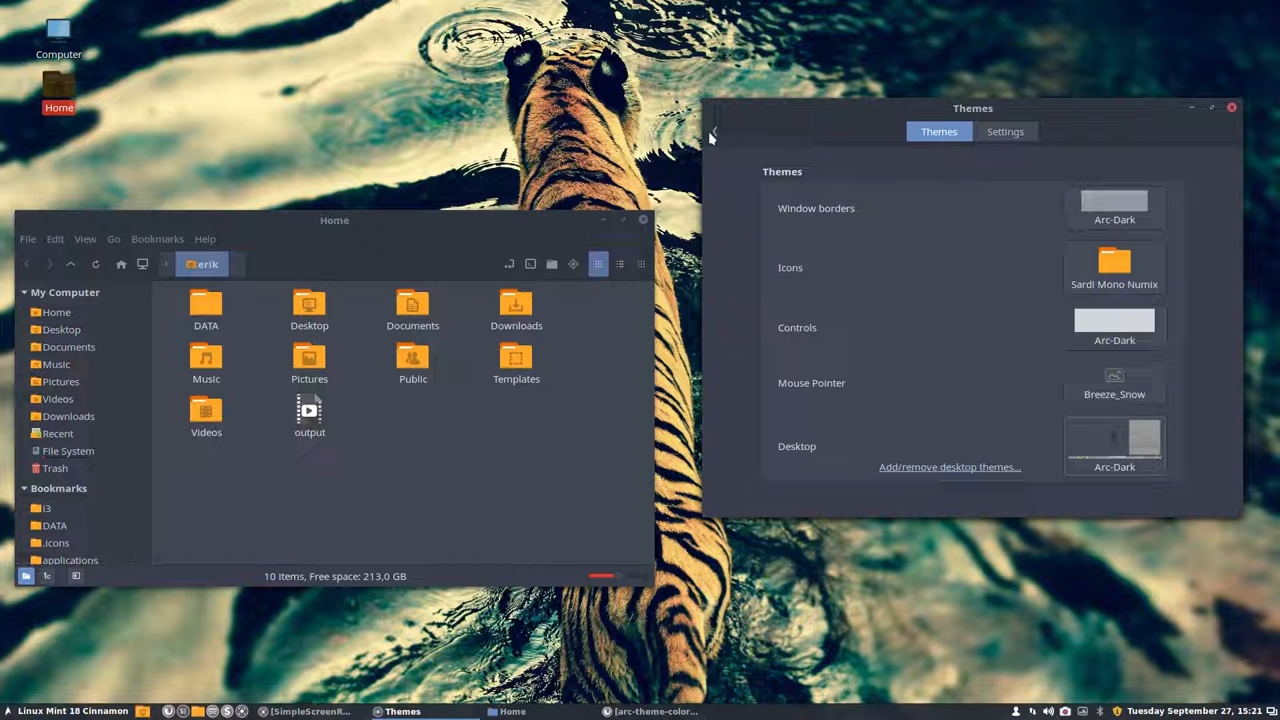 Computer
Home
Home
File Edit View Go Bookmarks Help
erik
My Computer
Home
Desktop
Documents
Music
Pictures
Videos
Downloads
Recent
File System
Trash
Bookmarks
i3
DATA
.icons
applications
DATA
Desktop
Documents
Downloads
Music
Pictures
Public
Templates
Videos
output
10 items, Free space: 213,0 GB
Themes
Themes
Settings
Themes
Window borders
Arc-Dark
Icons
Sardi Mono Numix
Controls
Arc-Dark
Mouse Pointer
Breeze_Snow
Desktop
Add/remove desktop themes...
Arc-Dark
Linux Mint 18 Cinnamon
[SimpleScreenR...
Themes
Home
[arc-theme-color...
Tuesday September 27, 15:21